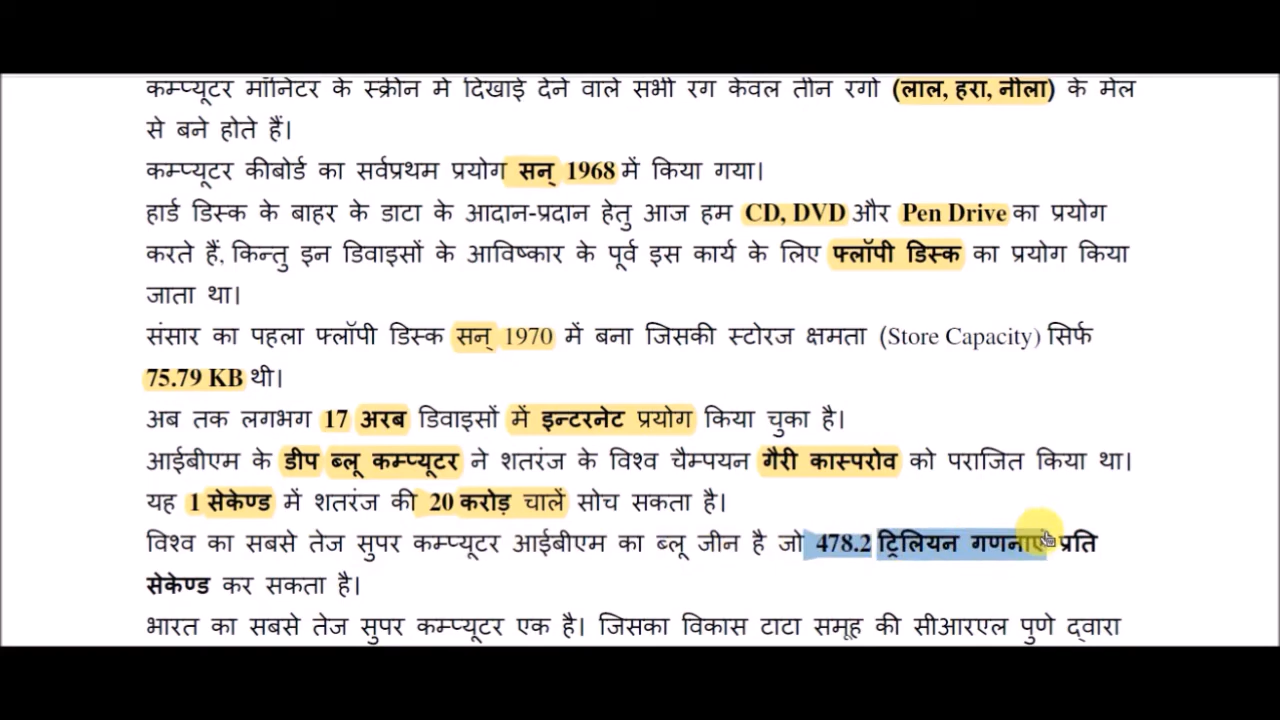 कम्प्यूटर मॉनिटर के स्क्रीन मे दिखाई देने वाले सभी रंग केवल तीन रंगो (लाल, हरा, नीला) के मेल
से बने होते हैं।
कम्प्यूटर कीबोर्ड का सर्वप्रथम प्रयोग सन् 1968 में किया गया।
हार्ड डिस्क के बाहर के डाटा के आदान-प्रदान हेतु आज हम CD, DVD और Pen Drive का प्रयोग
करते हैं, किन्तु इन डिवाइसों के आविष्कार के पूर्व इस कार्य के लिए फ्लॉपी डिस्क का प्रयोग किया
जाता था।
संसार का पहला फ्लॉपी डिस्क सन् 1970 में बना जिसकी स्टोरज क्षमता (Store Capacity) सिर्फ
75.79 KB थी।
अब तक लगभग 17 अरब डिवाइसों में इन्टरनेट प्रयोग किया चुका है।
आईबीएम के डीप ब्लू कम्प्यूटर ने शतरंज के विश्व चैम्पयन गैरी कास्परोव को पराजित किया था।
यह 1 सेकेण्ड में शतरंज की 20 करोड़ चालें सोच सकता है।
विश्व का सबसे तेज सुपर कम्प्यूटर आईबीएम का ब्लू जीन है जो 478.2 ट्रिलियन गणनाएं प्रति
सेकेण्ड कर सकता है।
भारत का सबसे तेज सुपर कम्प्यूटर एक है। जिसका विकास टाटा समूह की सीआरएल पुणे द्वारा